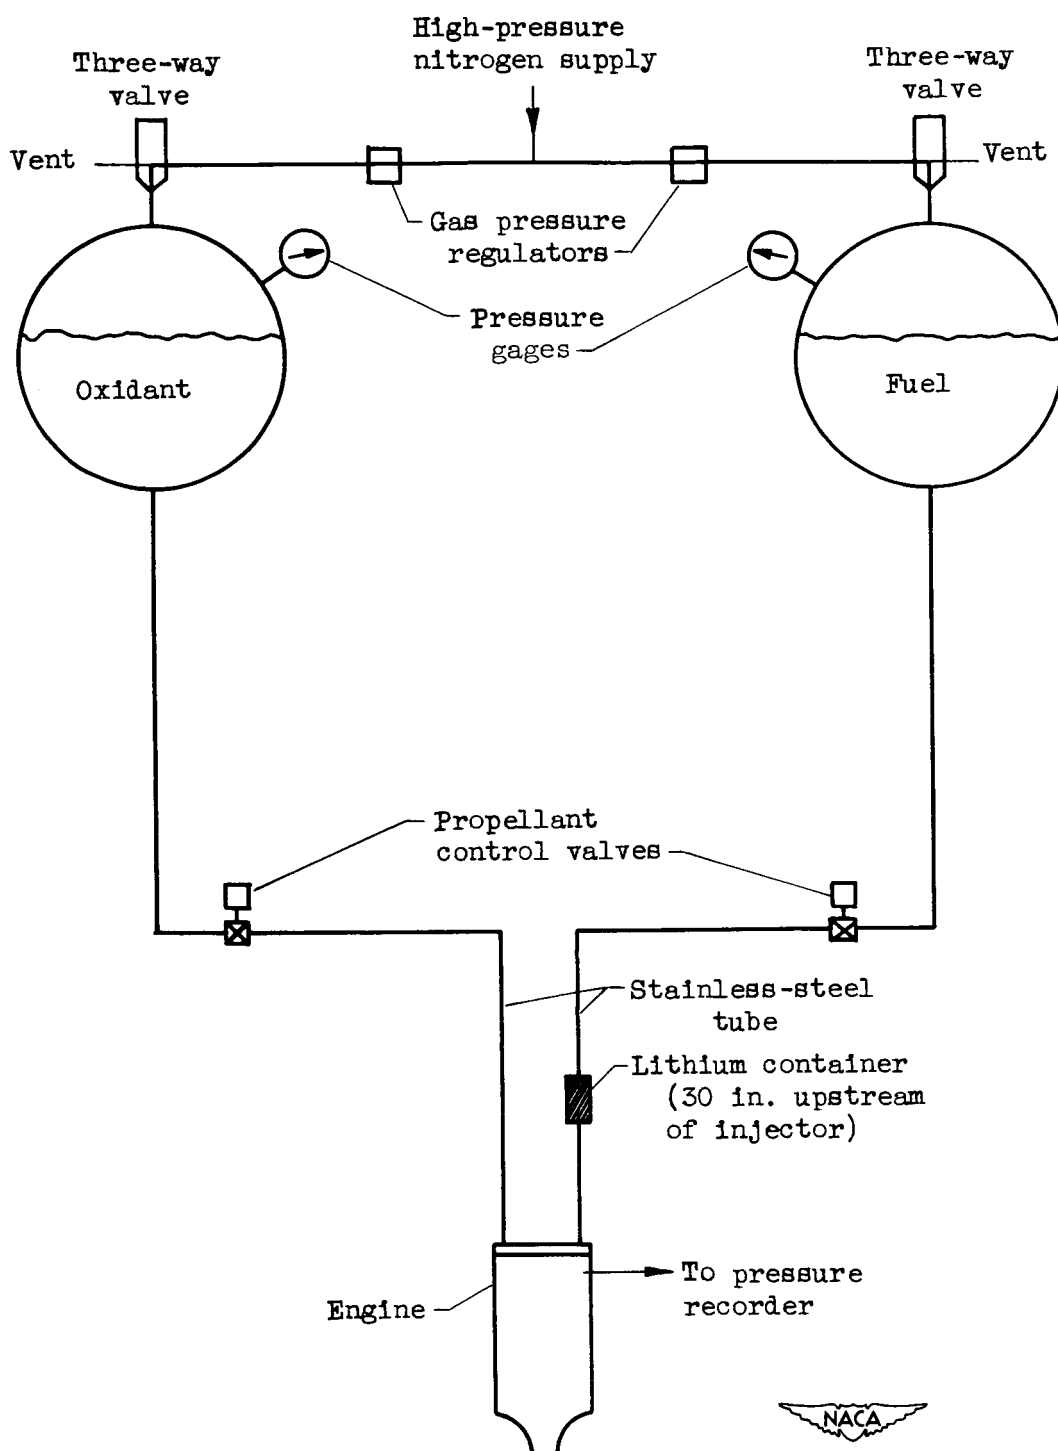 High-pressure
nitrogen supply
Three-way
valve
Three-way
valve
Vent
Vent
Gas pressure
regulators
Pressure
gages
Oxidant
Fuel
Propellant
control valves
Stainless-steel
tube
Lithium container
(30 in. upstream
of injector)
To pressure
recorder
Engine
NACA